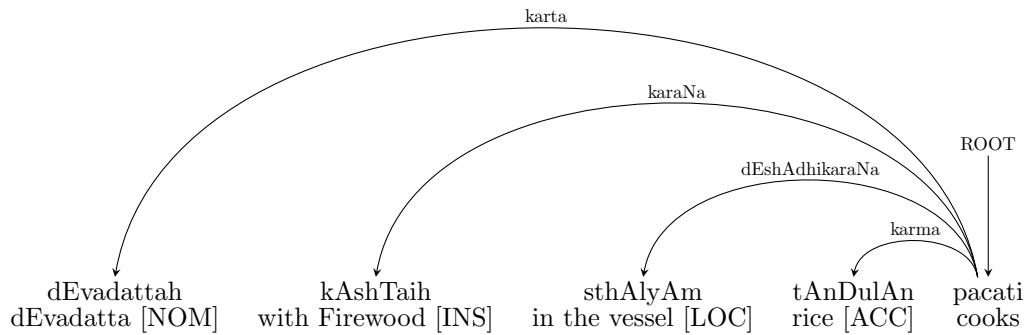 karta
karaNa
ROOT
dEshAdhikaraNa
karma
dEvadattah kAshTaih sthAlyAm tAnDulAn pacati
dEvadatta [NOM] with Firewood [INS] in the vessel [LOC] rice [ACC] cooks